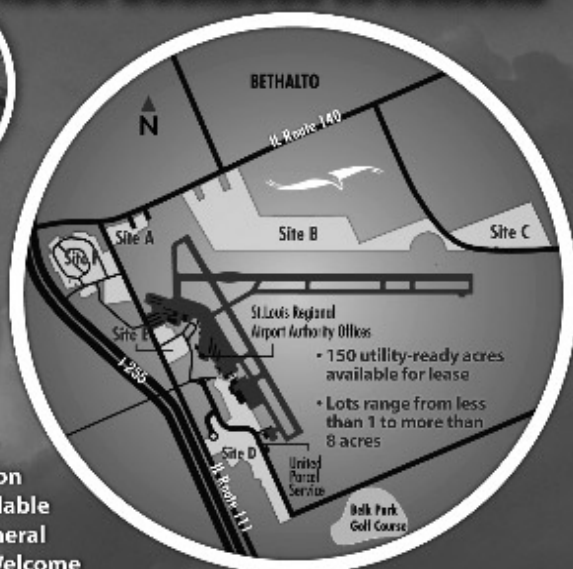 BETHALTO
N
IL Route 140
Site A
Site B
Site C
Site F
St.Louis Regional
Airport Authority Offices
Site E
I-255
• 150 utility-ready acres
available for lease
• Lots range from less
than 1 to more than
8 acres
Site D
United
Parcel
Service
IL Route 111
Belk Park
Golf Course
on
lable
neral
Welcome